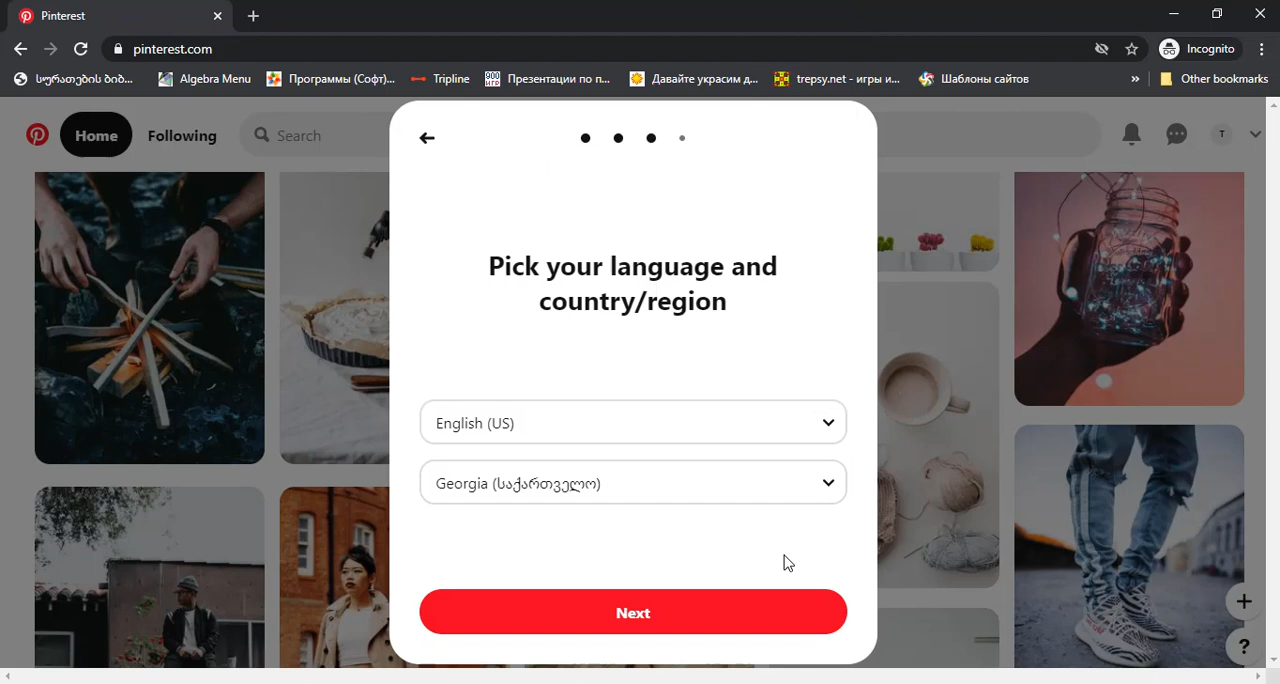 Pinterest
pinterest.com
Incognito
სურათების ბობ...
Algebra Menu
Программы (Софт)...
Tripline
Презентации по п...
Давайте украсим д...
trepsy.net - игры и...
Шаблоны сайтов
»
Other bookmarks
Home
Following
Search
T
Pick your language and
country/region
English (US)
Georgia (საქართველო)
Next
+
?